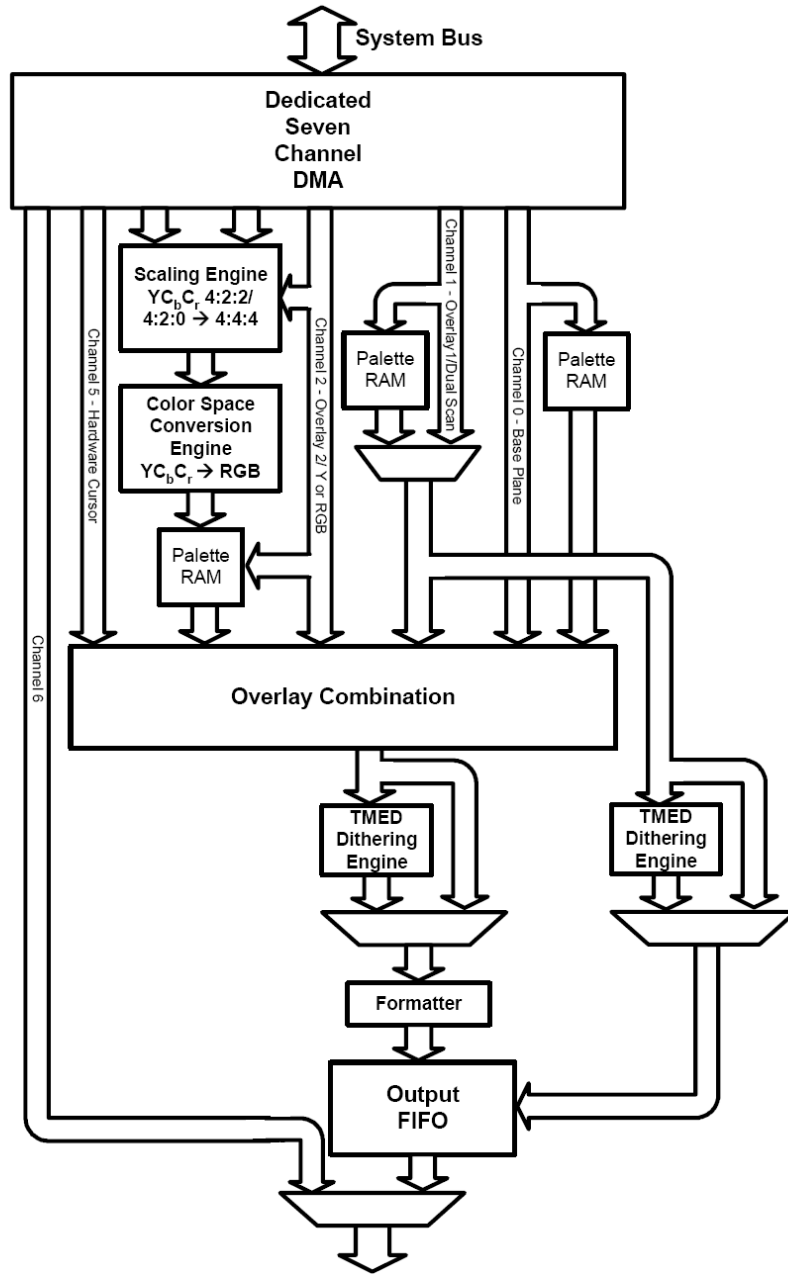 System Bus
Dedicated
Seven
Channel
DMA
Scaling Engine
YCbCr 4:2:2/
4:2:0 → 4:4:4
Channel 1 - Overlay1/Dual Scan
Palette
RAM
Palette
RAM
Channel 5 - Hardware Cursor
Channel 2 - Overlay 2/ Y or RGB
Channel 0 - Base Plane
Color Space
Conversion
Engine
YCbCr → RGB
Palette
RAM
Channel 6
Overlay Combination
TMED
Dithering
Engine
TMED
Dithering
Engine
Formatter
Output
FIFO